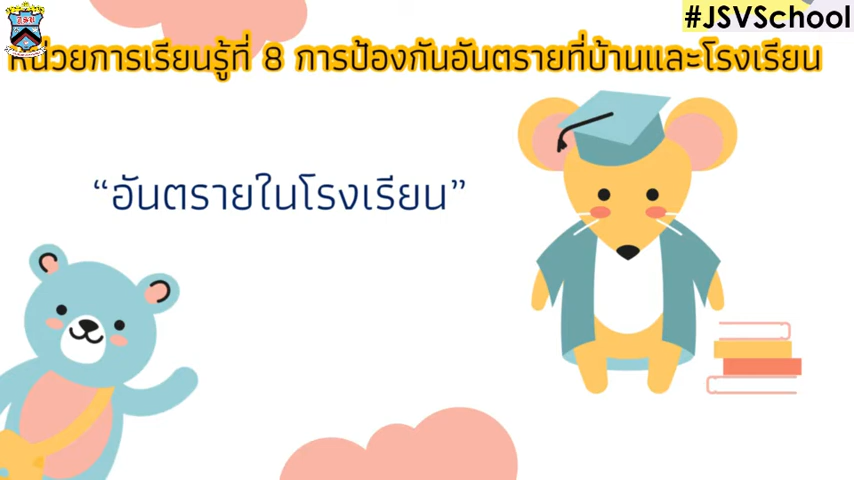 #JSVSchool
หน่วยการเรียนรู้ที่ 8 การป้องกันอันตรายที่บ้านและโรงเรียน
“อันตรายในโรงเรียน”